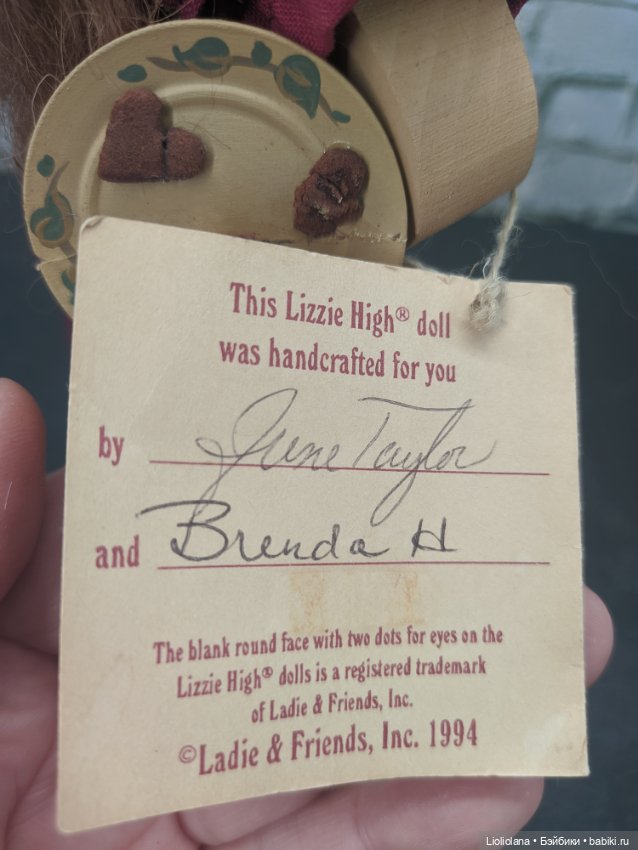 This Lizzie High® doll
was handcrafted for you
by June Taylor
and Brenda H
The blank round face with two dots for eyes on the
Lizzie High® dolls is a registered trademark
of Ladie & Friends, Inc.
©Ladie & Friends, Inc. 1994
Lioliolana • Бэйбики • babiki.ru